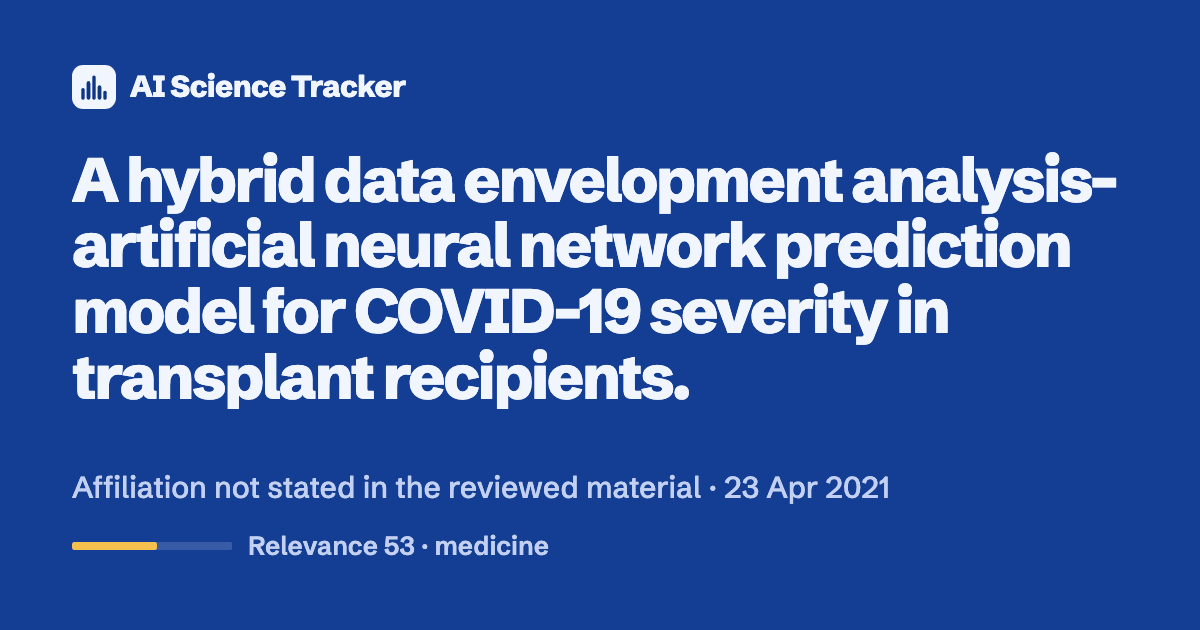 AI Science Tracker
A hybrid data envelopment analysis-
artificial neural network prediction
model for COVID-19 severity in
transplant recipients.
Affiliation not stated in the reviewed material · 23 Apr 2021
Relevance 53 · medicine